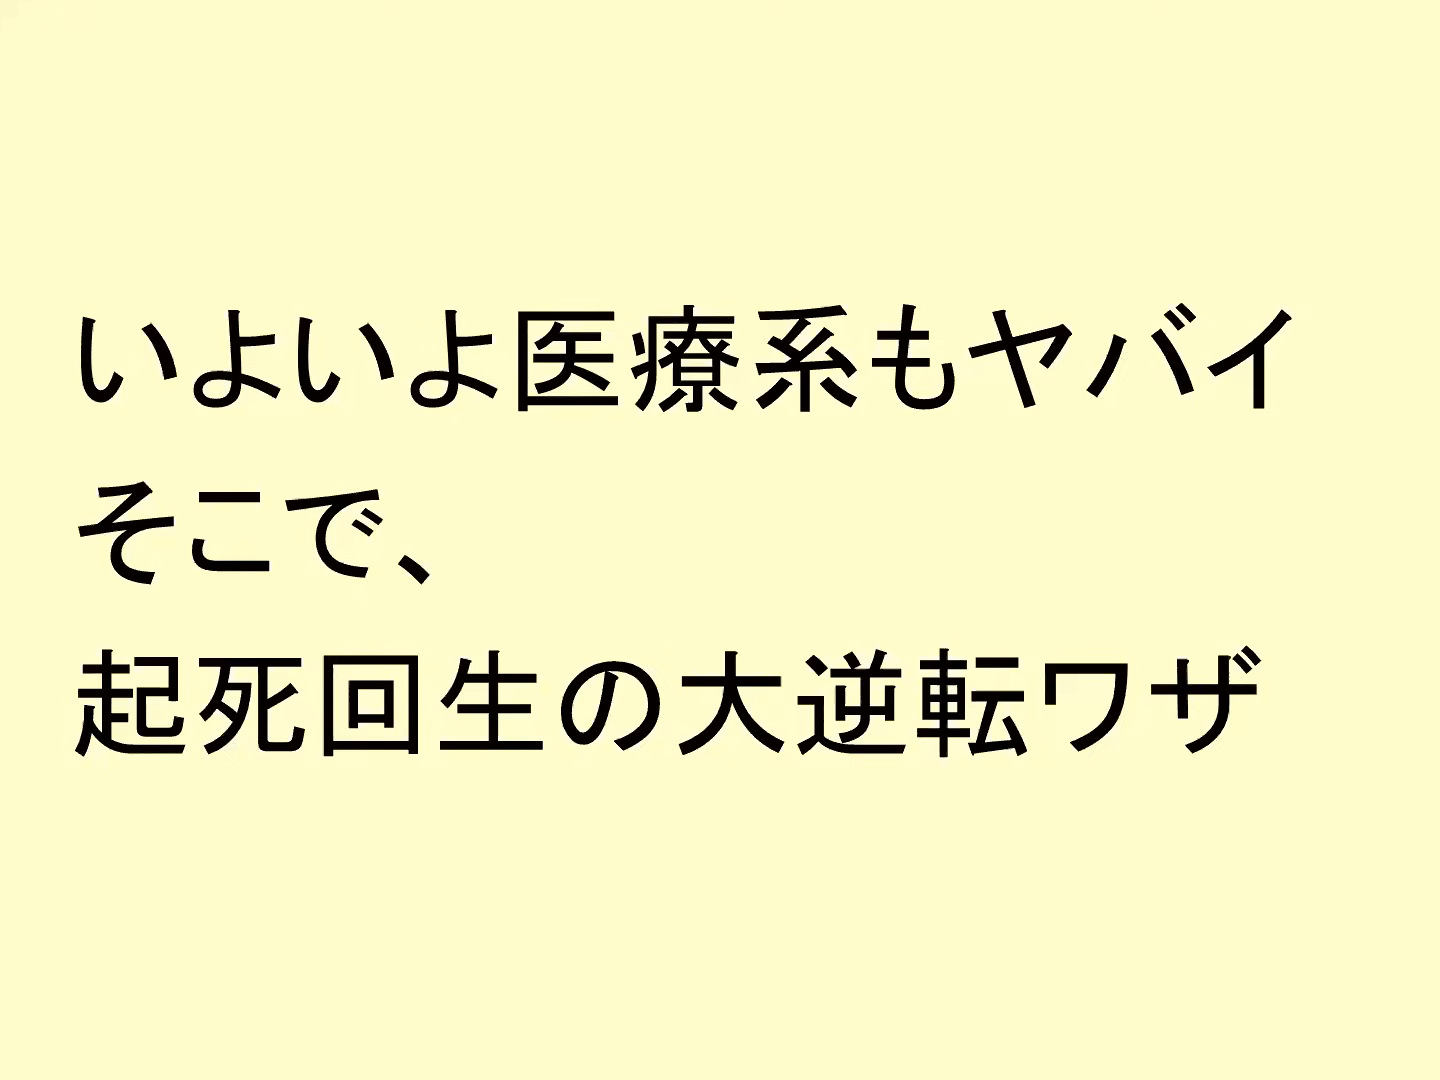 いよいよ医療系もヤバイ
そこで、
起死回生の大逆転ワザ